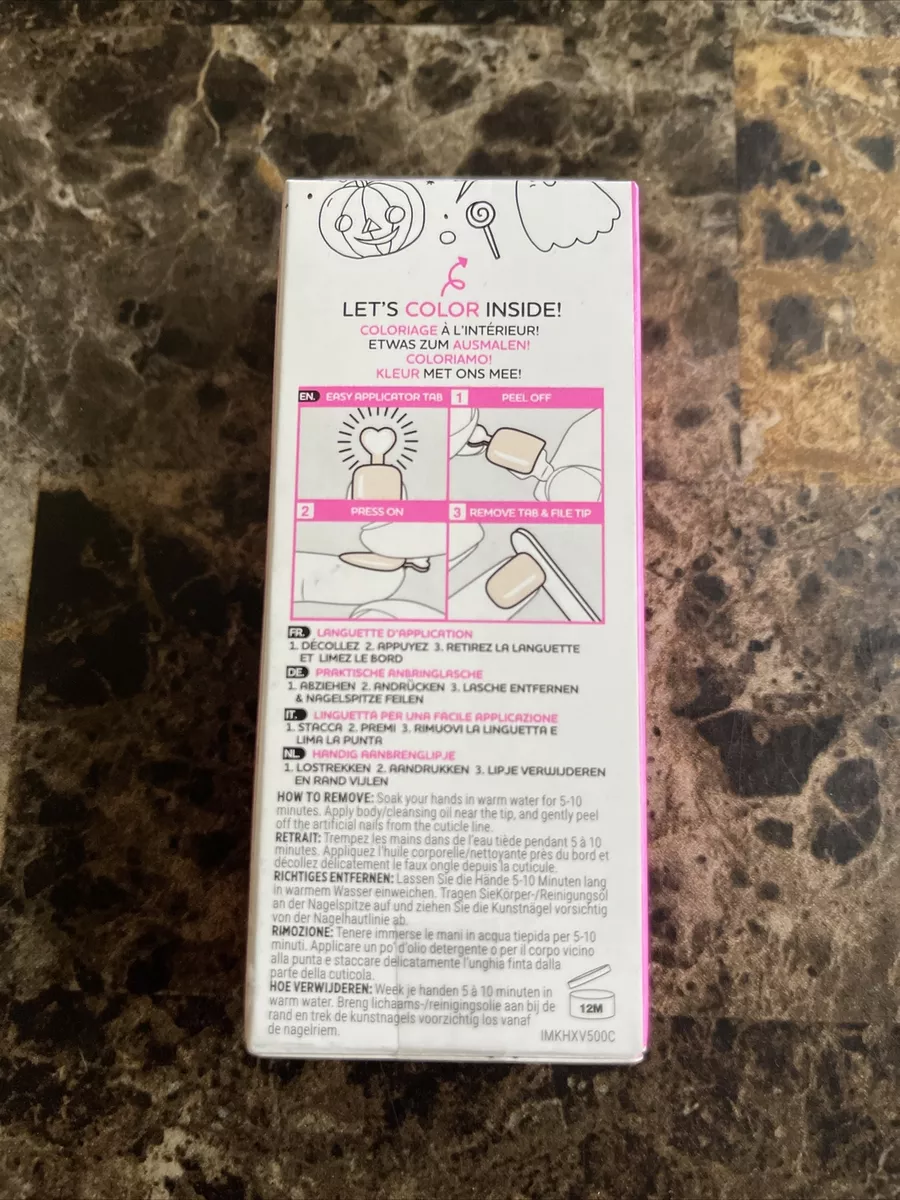 LET'S COLOR INSIDE!
COLORIAGE À L'INTÉRIEUR!
ETWAS ZUM AUSMALEN!
COLORIAMO!
KLEUR MET ONS MEE!
EN. EASY APPLICATOR TAB
1 PEEL OFF
2 PRESS ON
3 REMOVE TAB & FILE TIP
FR. LANGUETTE D'APPLICATION
1. DÉCOLLEZ 2. APPUYEZ 3. RETIREZ LA LANGUETTE
ET LIMEZ LE BORD
DE. PRAKTISCHE ANBRINGLASCHE
1. ABZIEHEN 2. ANDRÜCKEN 3. LASCHE ENTFERNEN
& NAGELSPITZE FEILEN
IT. LINGUETTA PER UNA FACILE APPLICAZIONE
1. STACCA 2. PREMI 3. RIMUOVI LA LINGUETTA E
LIMA LA PUNTA
NL. HANDIG AANBRENGLIPJE
1. LOSTREKKEN 2. AANDRUKKEN 3. LIPJE VERWIJDEREN
EN RAND VIJLEN
HOW TO REMOVE: Soak your hands in warm water for 5-10
minutes. Apply body/cleansing oil near the tip, and gently peel
off the artificial nails from the cuticle line.
RETRAIT: Trempez les mains dans de l'eau tiède pendant 5 à 10
minutes. Appliquez l'huile corporelle/nettoyante près du bord et
décollez délicatement le faux ongle depuis la cuticule.
RICHTIGES ENTFERNEN: Lassen Sie die Hände 5-10 Minuten lang
in warmem Wasser einweichen. Tragen SieKörper-/Reinigungsöl
an der Nagelspitze auf und ziehen Sie die Kunstnägel vorsichtig
von der Nagelhautlinie ab.
RIMOZIONE: Tenere immerse le mani in acqua tiepida per 5-10
minuti. Applicare un po' d'olio detergente o per il corpo vicino
alla punta e staccare delicatamente l'unghia finta dalla
parte della cuticola.
HOE VERWIJDEREN: Week je handen 5 à 10 minuten in
warm water. Breng lichaams-/reinigingsolie aan bij de
rand en trek de kunstnagels voorzichtig los vanaf
de nagelriem.
12M
IMKHXV500C